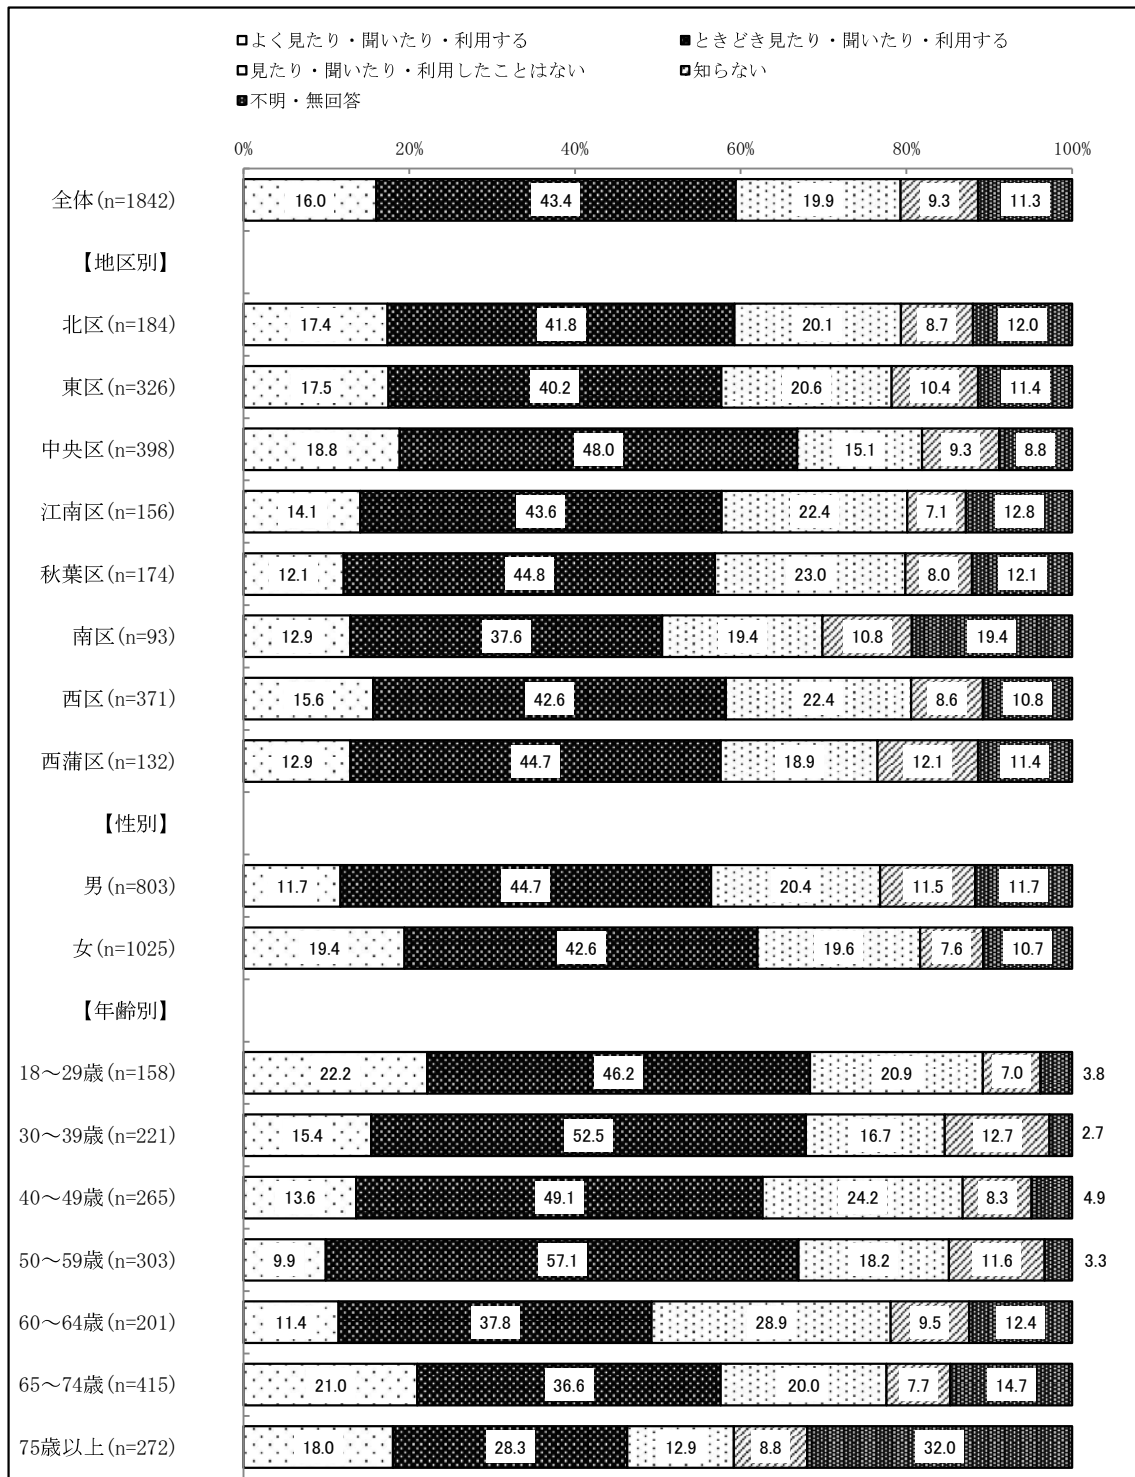 よく見たり・聞いたり・利用する ときどき見たり・聞いたり・利用する
見たり・聞いたり・利用したことはない 知らない
不明・無回答
0% 20% 40% 60% 80% 100%
全体(n=1842) 16.0 43.4 19.9 9.3 11.3
【地区別】
北区(n=184) 17.4 41.8 20.1 8.7 12.0
東区(n=326) 17.5 40.2 20.6 10.4 11.4
中央区(n=398) 18.8 48.0 15.1 9.3 8.8
江南区(n=156) 14.1 43.6 22.4 7.1 12.8
秋葉区(n=174) 12.1 44.8 23.0 8.0 12.1
南区(n=93) 12.9 37.6 19.4 10.8 19.4
西区(n=371) 15.6 42.6 22.4 8.6 10.8
西蒲区(n=132) 12.9 44.7 18.9 12.1 11.4
【性別】
男(n=803) 11.7 44.7 20.4 11.5 11.7
女(n=1025) 19.4 42.6 19.6 7.6 10.7
【年齢別】
18～29歳(n=158) 22.2 46.2 20.9 7.0 3.8
30～39歳(n=221) 15.4 52.5 16.7 12.7 2.7
40～49歳(n=265) 13.6 49.1 24.2 8.3 4.9
50～59歳(n=303) 9.9 57.1 18.2 11.6 3.3
60～64歳(n=201) 11.4 37.8 28.9 9.5 12.4
65～74歳(n=415) 21.0 36.6 20.0 7.7 14.7
75歳以上(n=272) 18.0 28.3 12.9 8.8 32.0